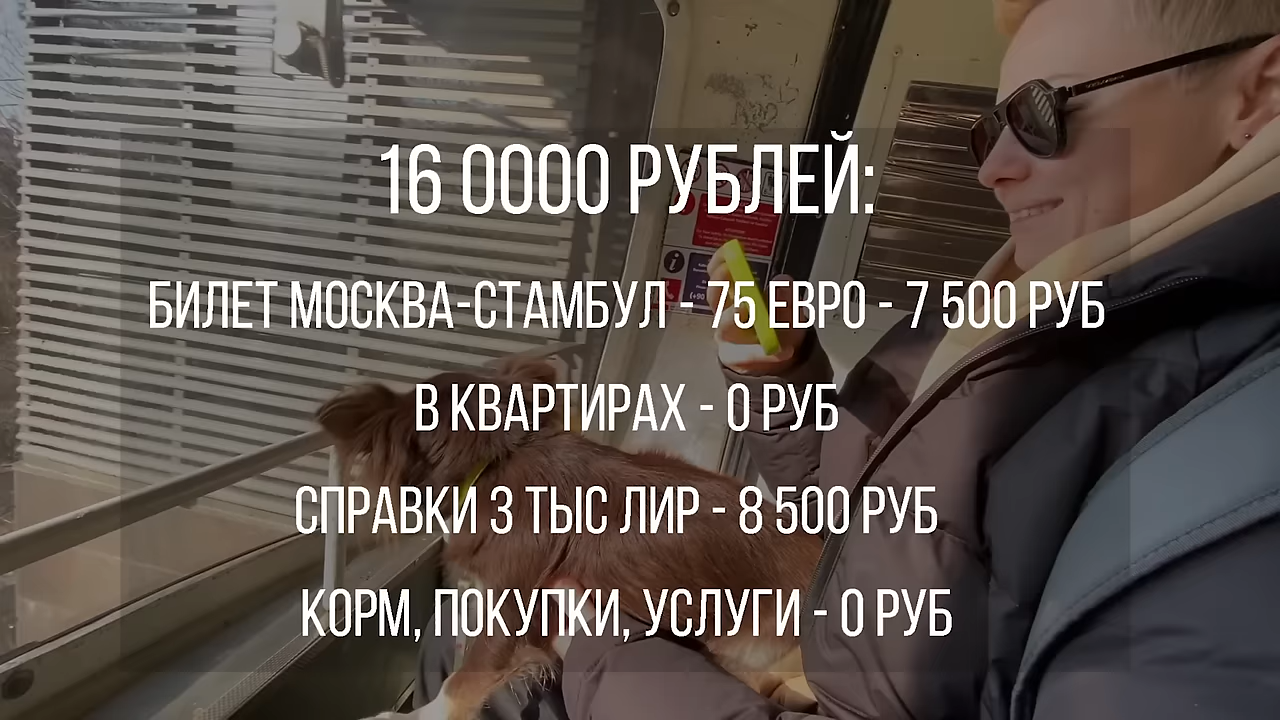 16 0000 РУБЛЕЙ:
БИЛЕТ МОСКВА-СТАМБУЛ - 75 ЕВРО - 7 500 РУБ
В КВАРТИРАХ - 0 РУБ
СПРАВКИ 3 ТЫС ЛИР - 8 500 РУБ
КОРМ, ПОКУПКИ, УСЛУГИ - 0 РУБ